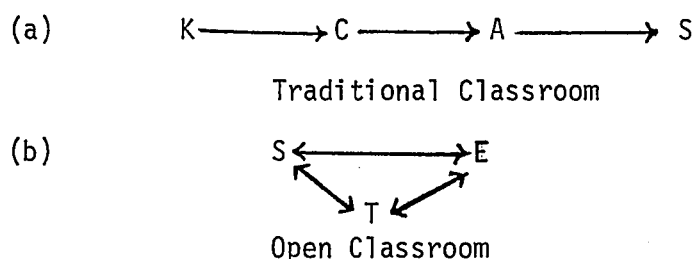 (a) K C A S
Traditional Classroom
(b) S E
T
Open Classroom